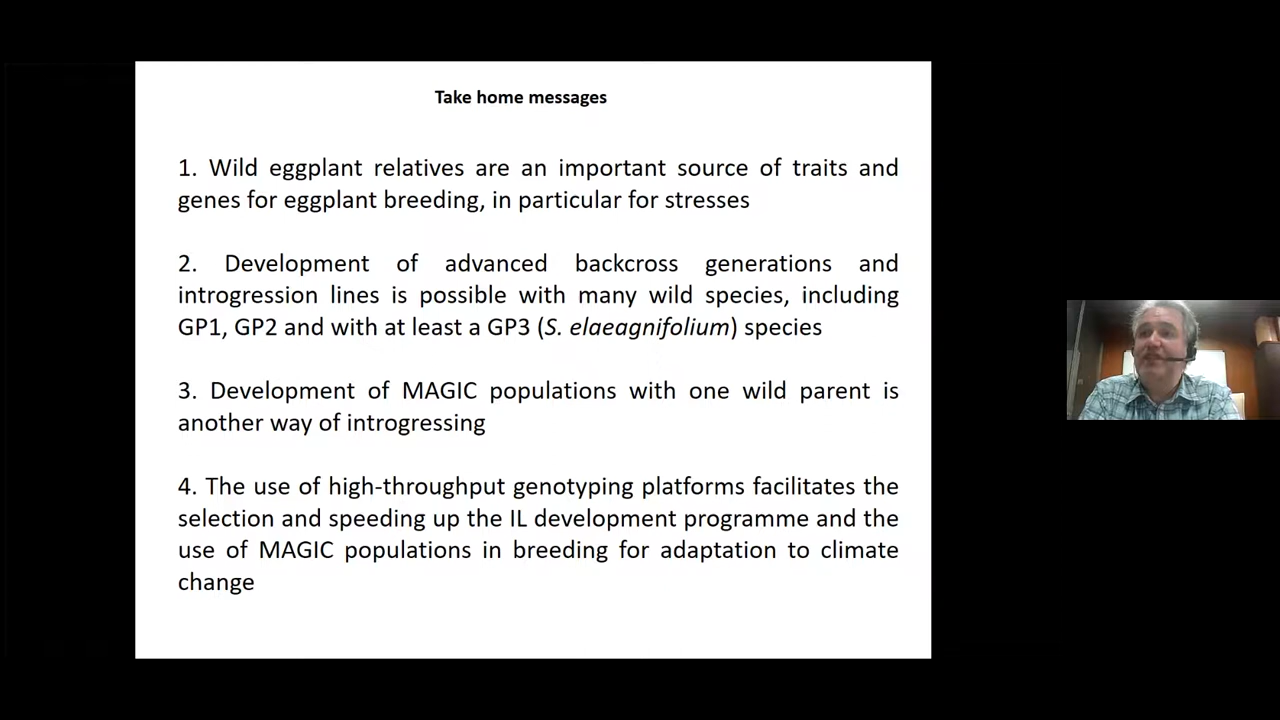 Take home messages
1. Wild eggplant relatives are an important source of traits and
genes for eggplant breeding, in particular for stresses
2. Development of advanced backcross generations and
introgression lines is possible with many wild species, including
GP1, GP2 and with at least a GP3 (S. elaeagnifolium) species
3. Development of MAGIC populations with one wild parent is
another way of introgressing
4. The use of high-throughput genotyping platforms facilitates the
selection and speeding up the IL development programme and the
use of MAGIC populations in breeding for adaptation to climate
change